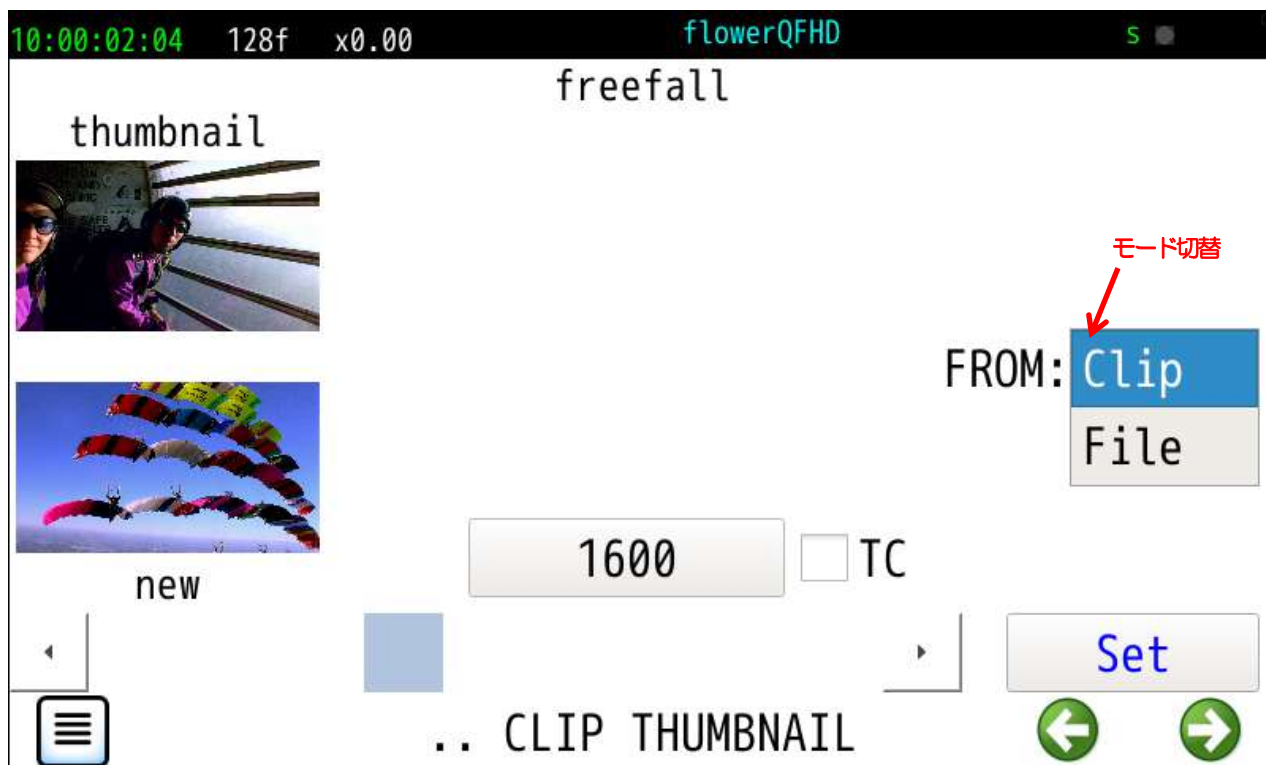 10:00:02:04 128f x0.00 flowerQFHD S
freefall
thumbnail
モード切替
FROM: Clip
File
1600 TC
new
Set
.. CLIP THUMBNAIL